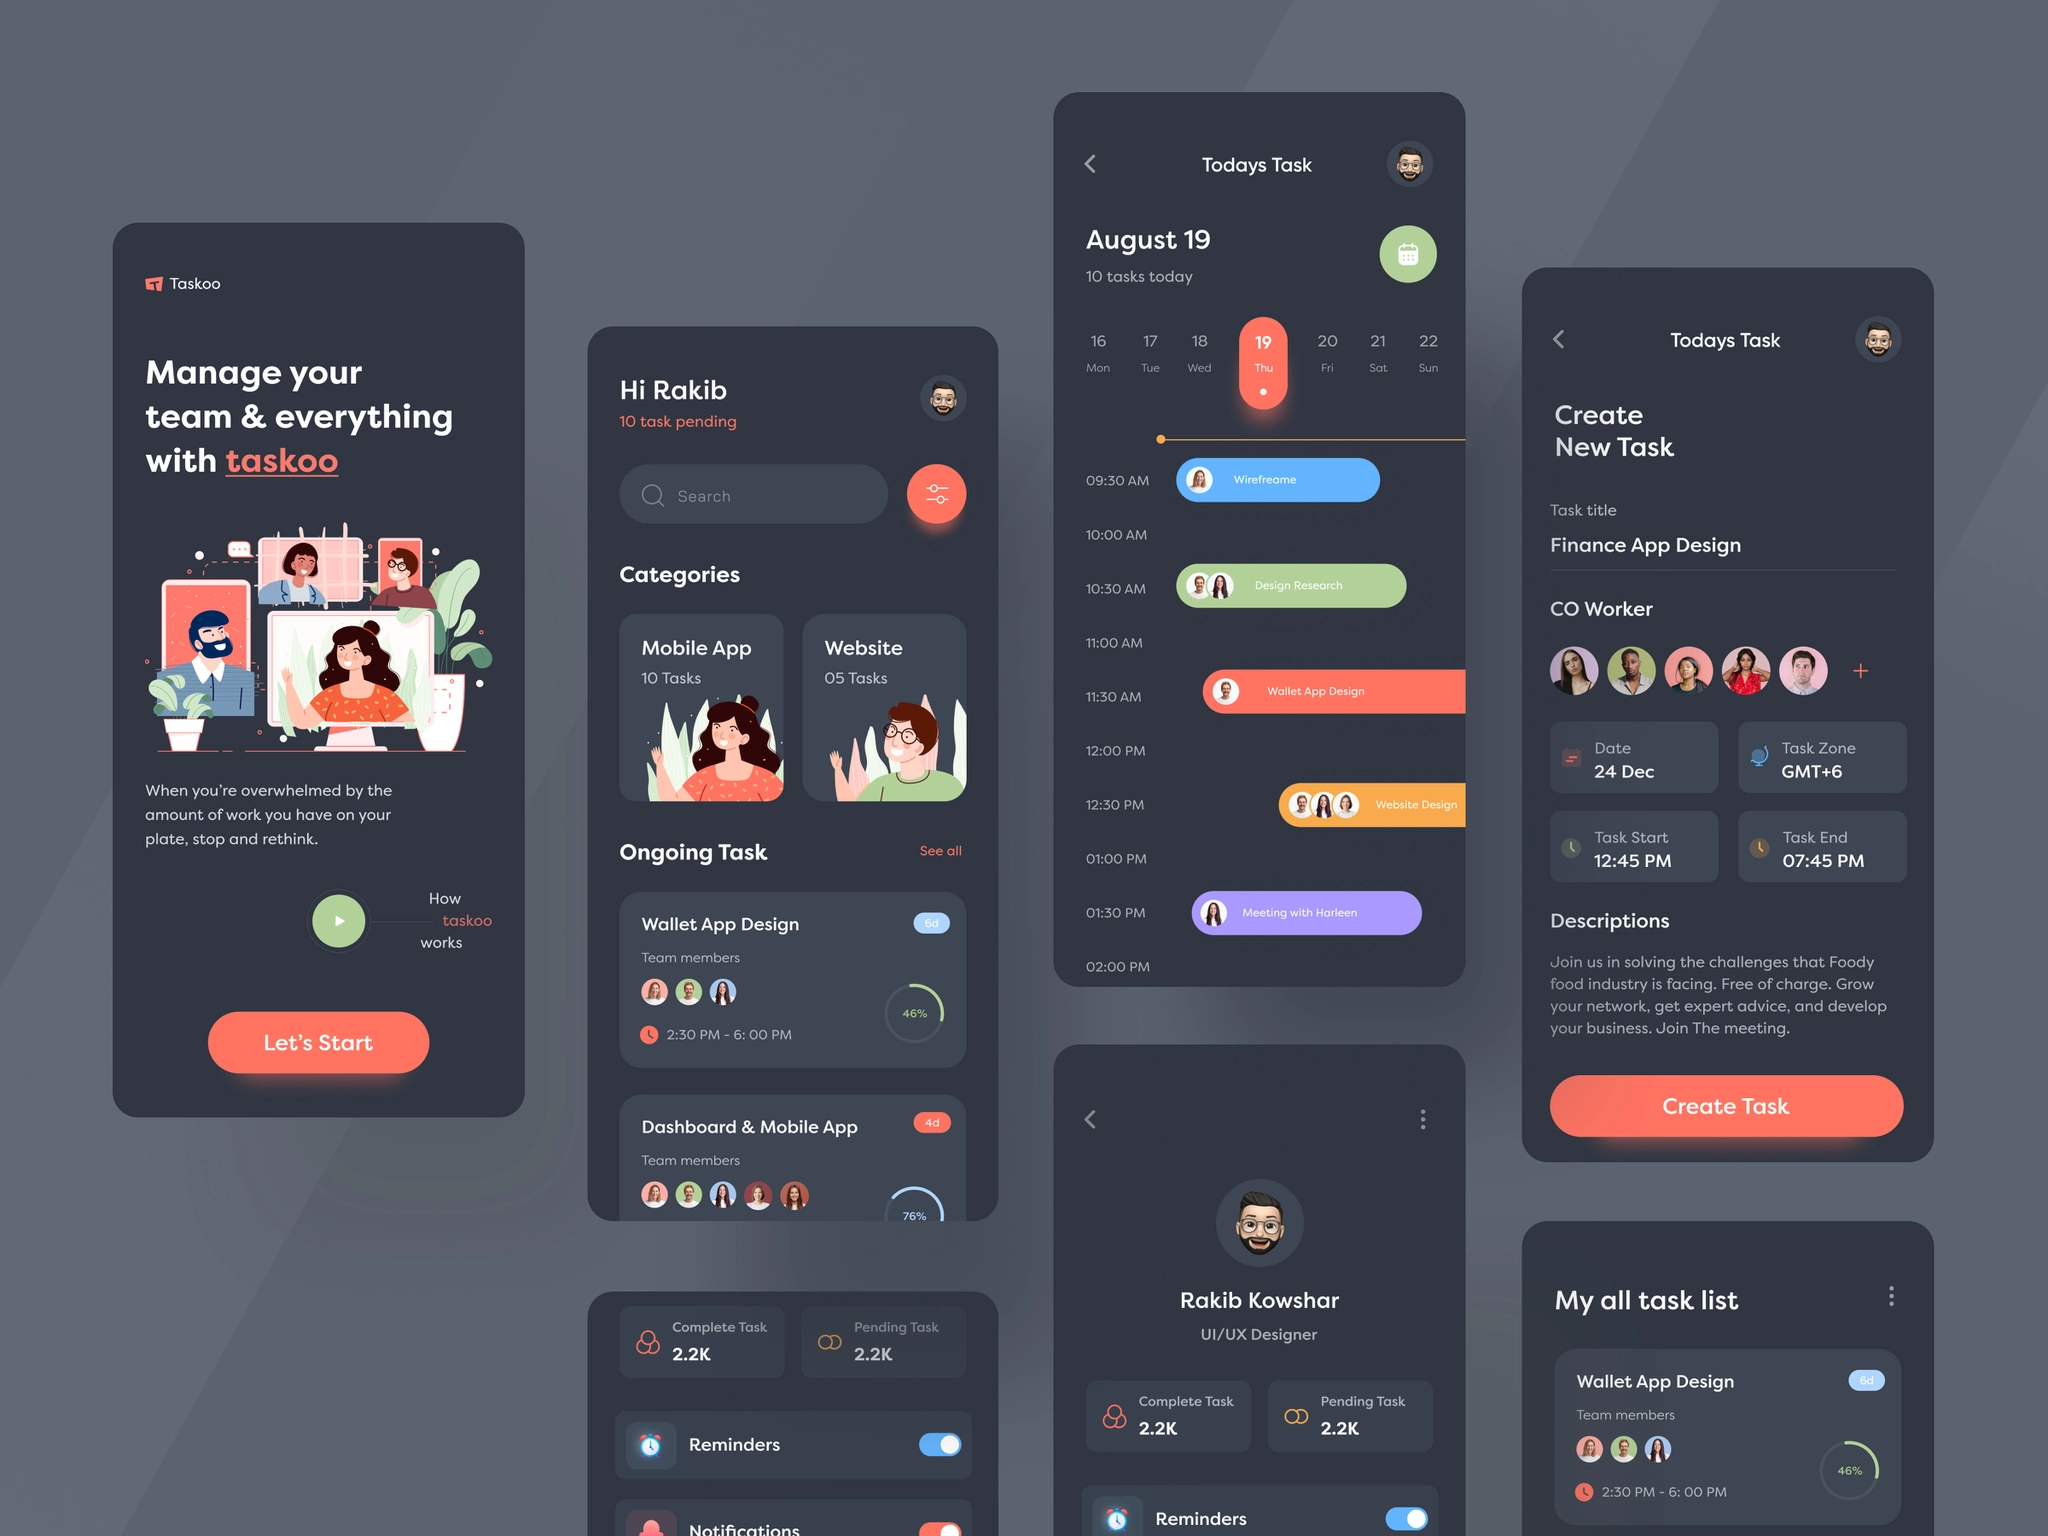 Taskoo
Manage your
team & everything
with taskoo
When you're overwhelmed by the
amount of work you have on your
plate, stop and rethink.
How
taskoo
works
Let's Start
Hi Rakib
10 task pending
Search
Categories
Mobile App
10 Tasks
Website
05 Tasks
Ongoing Task
See all
Wallet App Design
6d
Team members
46%
2:30 PM - 6: 00 PM
Dashboard & Mobile App
4d
Team members
76%
Complete Task
2.2K
Pending Task
2.2K
Reminders
Notifications
Todays Task
August 19
10 tasks today
16 17 18 19 20 21 22
Mon Tue Wed Thu Fri Sat Sun
09:30 AM
Wirefreame
10:00 AM
10:30 AM
Design Research
11:00 AM
11:30 AM
Wallet App Design
12:00 PM
12:30 PM
Website Design
01:00 PM
01:30 PM
Meeting with Harleen
02:00 PM
Rakib Kowshar
UI/UX Designer
Complete Task
2.2K
Pending Task
2.2K
Reminders
Todays Task
Create
New Task
Task title
Finance App Design
CO Worker
Date
24 Dec
Task Zone
GMT+6
Task Start
12:45 PM
Task End
07:45 PM
Descriptions
Join us in solving the challenges that Foody
food industry is facing. Free of charge. Grow
your network, get expert advice, and develop
your business. Join The meeting.
Create Task
My all task list
Wallet App Design
6d
Team members
46%
2:30 PM - 6: 00 PM